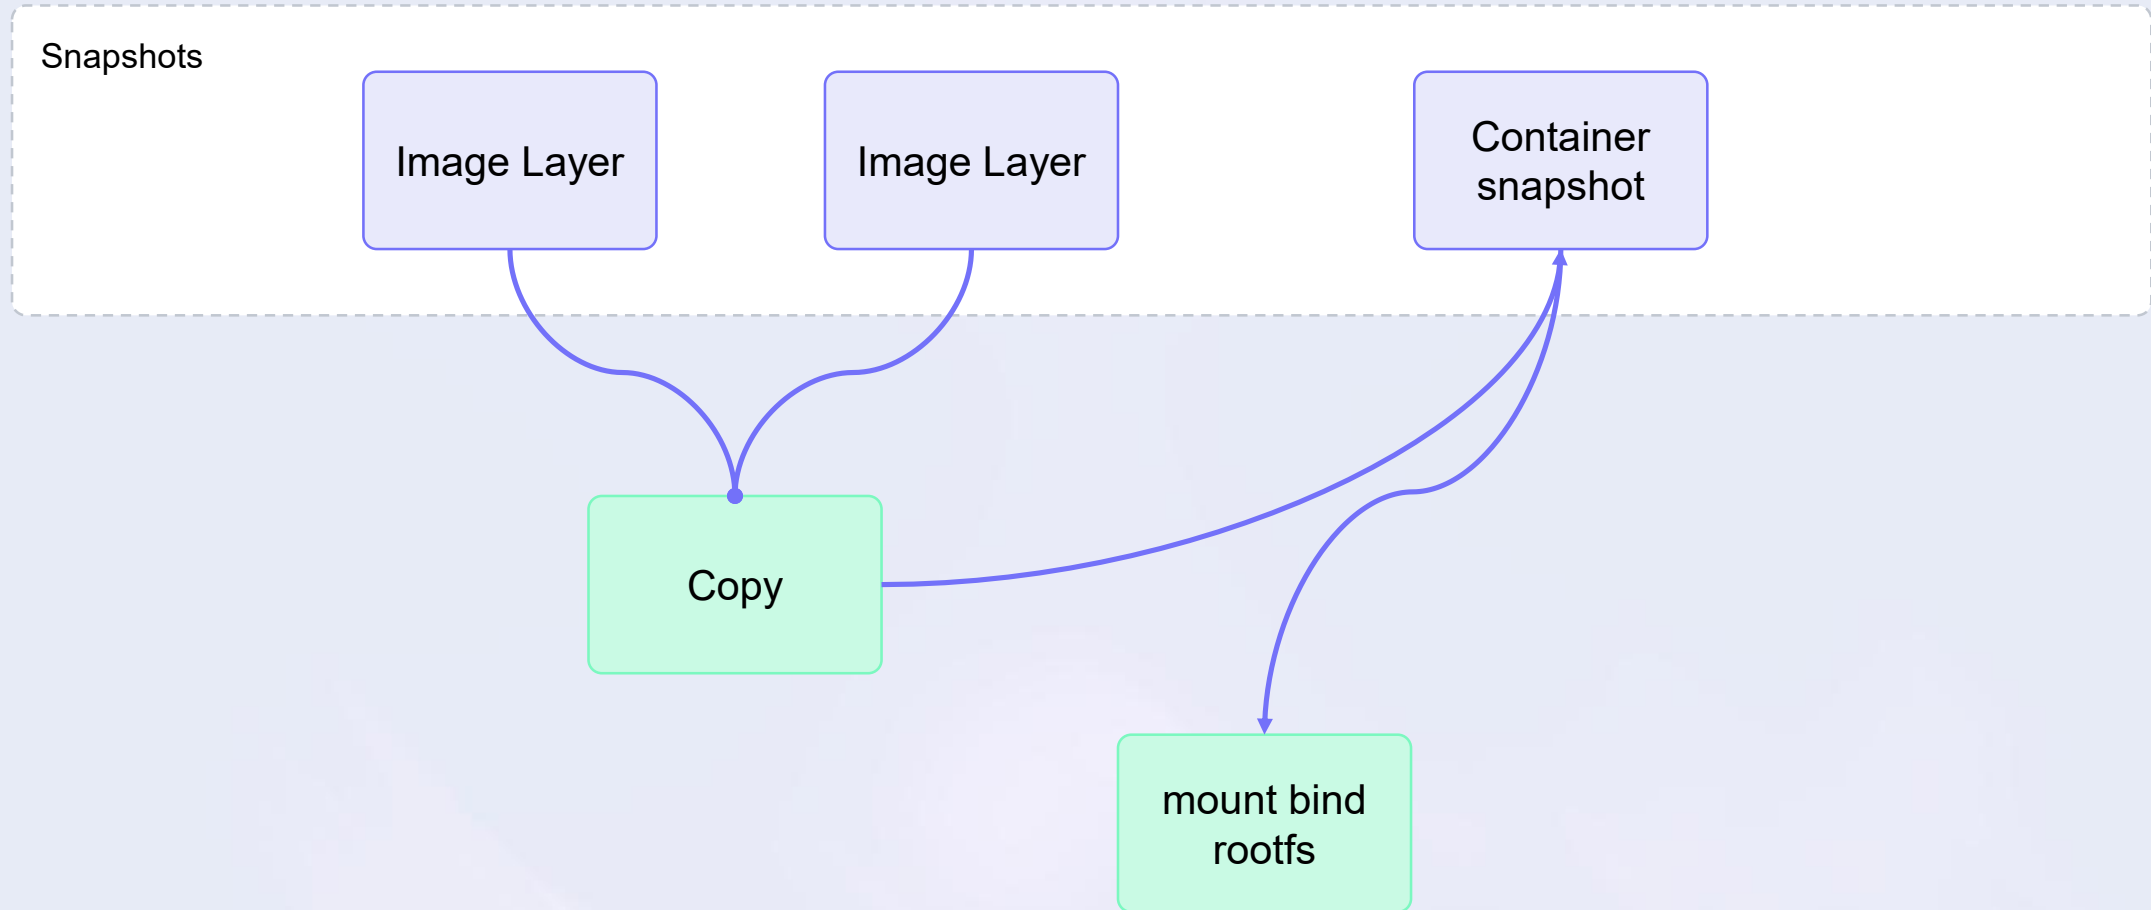 Snapshots
Image Layer
Image Layer
Container
snapshot
Copy
mount bind
rootfs